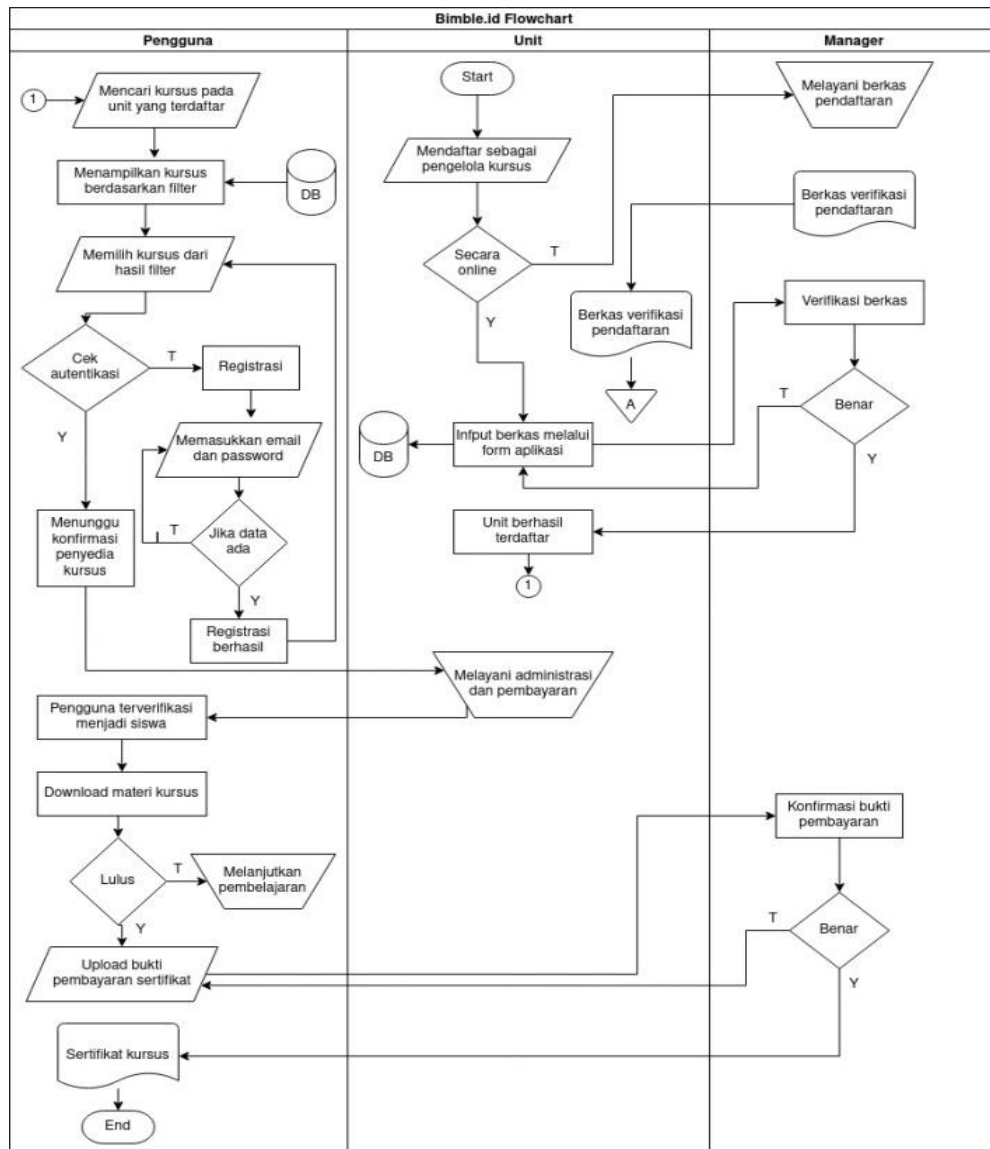 Bimble.id Flowchart
Pengguna
Unit
Manager
1
Mencari kursus pada
unit yang terdaftar
Menampilkan kursus
berdasarkan filter
DB
Memilih kursus dari
hasil filter
Cek
autentikasi
T
Y
Registrasi
Memasukkan email
dan password
Jika data
ada
T
Y
Registrasi
berhasil
Menunggu
konfirmasi
penyedia
kursus
Pengguna terverifikasi
menjadi siswa
Download materi kursus
Lulus
T
Y
Melanjutkan
pembelajaran
Upload bukti
pembayaran sertifikat
Sertifikat kursus
End
Start
Mendaftar sebagai
pengelola kursus
Secara
online
T
Y
Berkas verifikasi
pendaftaran
A
DB
Infput berkas melalui
form aplikasi
Unit berhasil
terdaftar
1
Melayani administrasi
dan pembayaran
Melayani berkas
pendaftaran
Berkas verifikasi
pendaftaran
Verifikasi berkas
Benar
T
Y
Konfirmasi bukti
pembayaran
Benar
T
Y